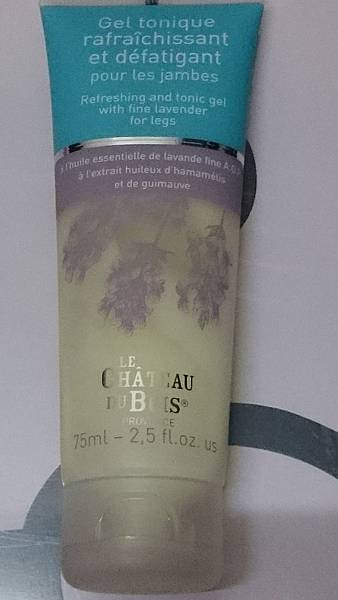 Gel tonique
rafraîchissant
et défatigant
pour les jambes
Refreshing and tonic gel
with fine lavender
for legs
à l'huile essentielle de lavande fine A.O.P.
à l'extrait huileux d'hamamélis
et de guimauve
LE
CHÂTEAU
DU BOIS®
PROVENCE
75ml - 2,5 fl.oz. us